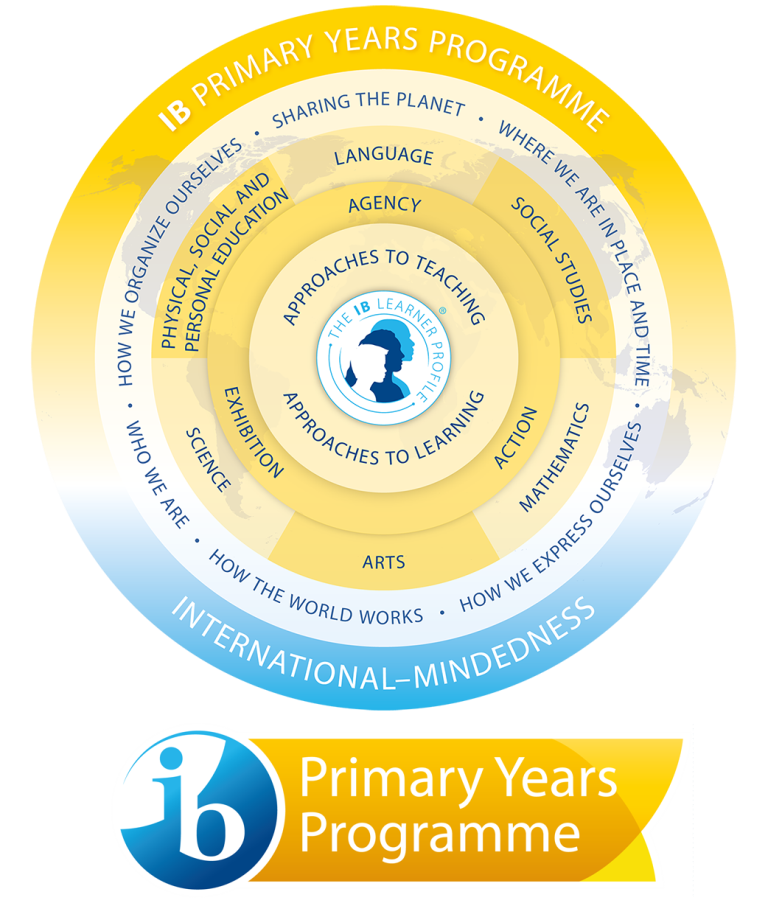 IB PRIMARY YEARS PROGRAMME
SHARING THE PLANET
•
WHERE WE ARE IN PLACE AND TIME
•
HOW WE EXPRESS OURSELVES
•
HOW THE WORLD WORKS
•
WHO WE ARE
•
HOW WE ORGANIZE OURSELVES
•
LANGUAGE
SOCIAL STUDIES
MATHEMATICS
ARTS
SCIENCE
PHYSICAL, SOCIAL AND
PERSONAL EDUCATION
AGENCY
ACTION
EXHIBITION
APPROACHES TO TEACHING
THE IB LEARNER PROFILE
®
APPROACHES TO LEARNING
INTERNATIONAL–MINDEDNESS
ib
Primary Years
Programme